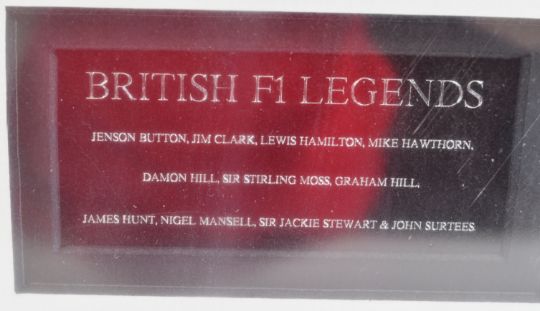 BRITISH F1 LEGENDS
JENSON BUTTON, JIM CLARK, LEWIS HAMILTON, MIKE HAWTHORN,
DAMON HILL, SIR STIRLING MOSS, GRAHAM HILL,
JAMES HUNT, NIGEL MANSELL, SIR JACKIE STEWART & JOHN SURTEES